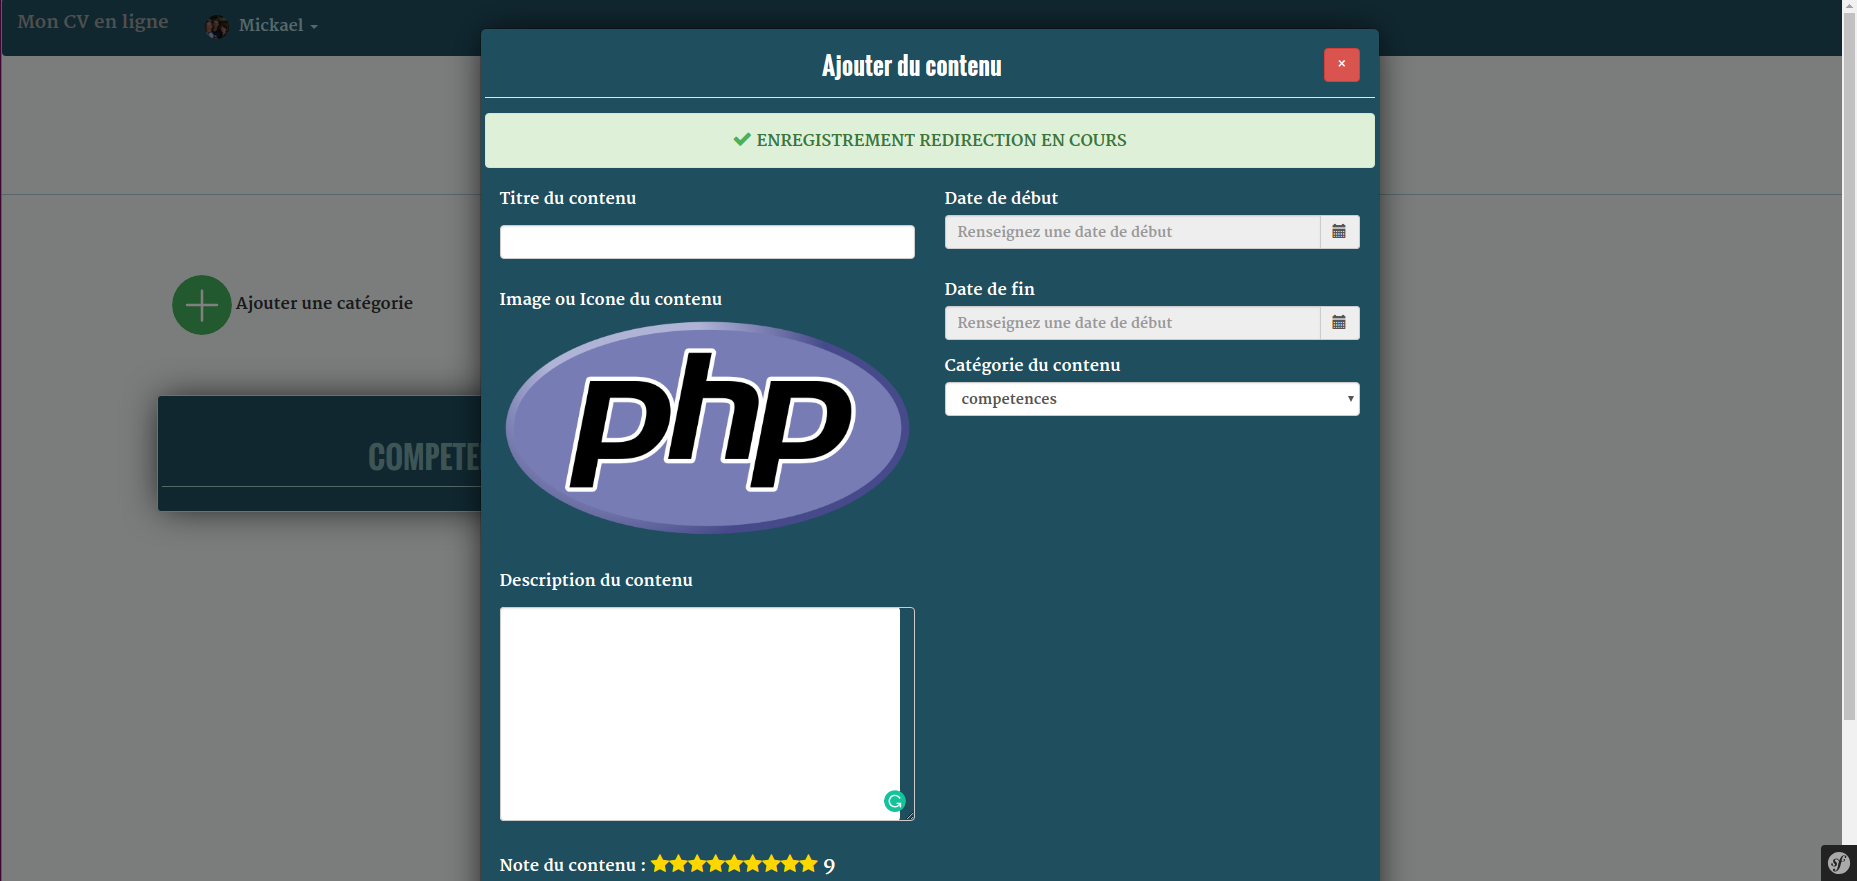 Mon CV en ligne
Mickael
Ajouter du contenu
×
ENREGISTREMENT REDIRECTION EN COURS
Titre du contenu
Date de début
Renseignez une date de début
Image ou Icone du contenu
Date de fin
Renseignez une date de début
Ajouter une catégorie
php
Catégorie du contenu
competences
COMPETE
Description du contenu
Note du contenu : 9
sf